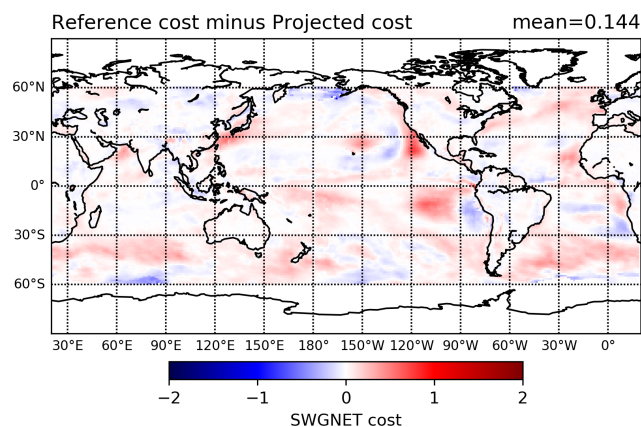 Reference cost minus Projected cost mean=0.144
60°N
30°N
0°
30°S
60°S
30°E 60°E 90°E 120°E 150°E 150°W 120°W 90°W 60°W 30°W 0°
−2 −1 0 1 2
SWGNET cost